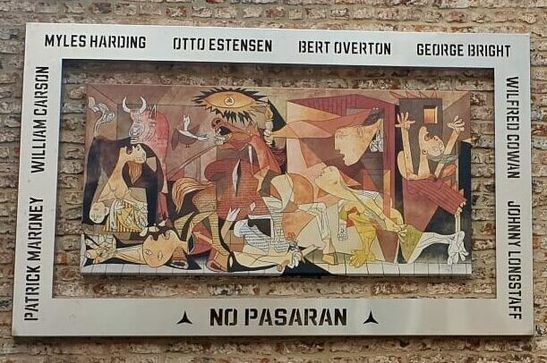 MYLES HARDING
OTTO ESTENSEN
BERT OVERTON
GEORGE BRIGHT
WILLIAM CARSON
PATRICK MARONEY
WILFRED COWAN
JOHNNY LONGSTAFF
NO PASARAN